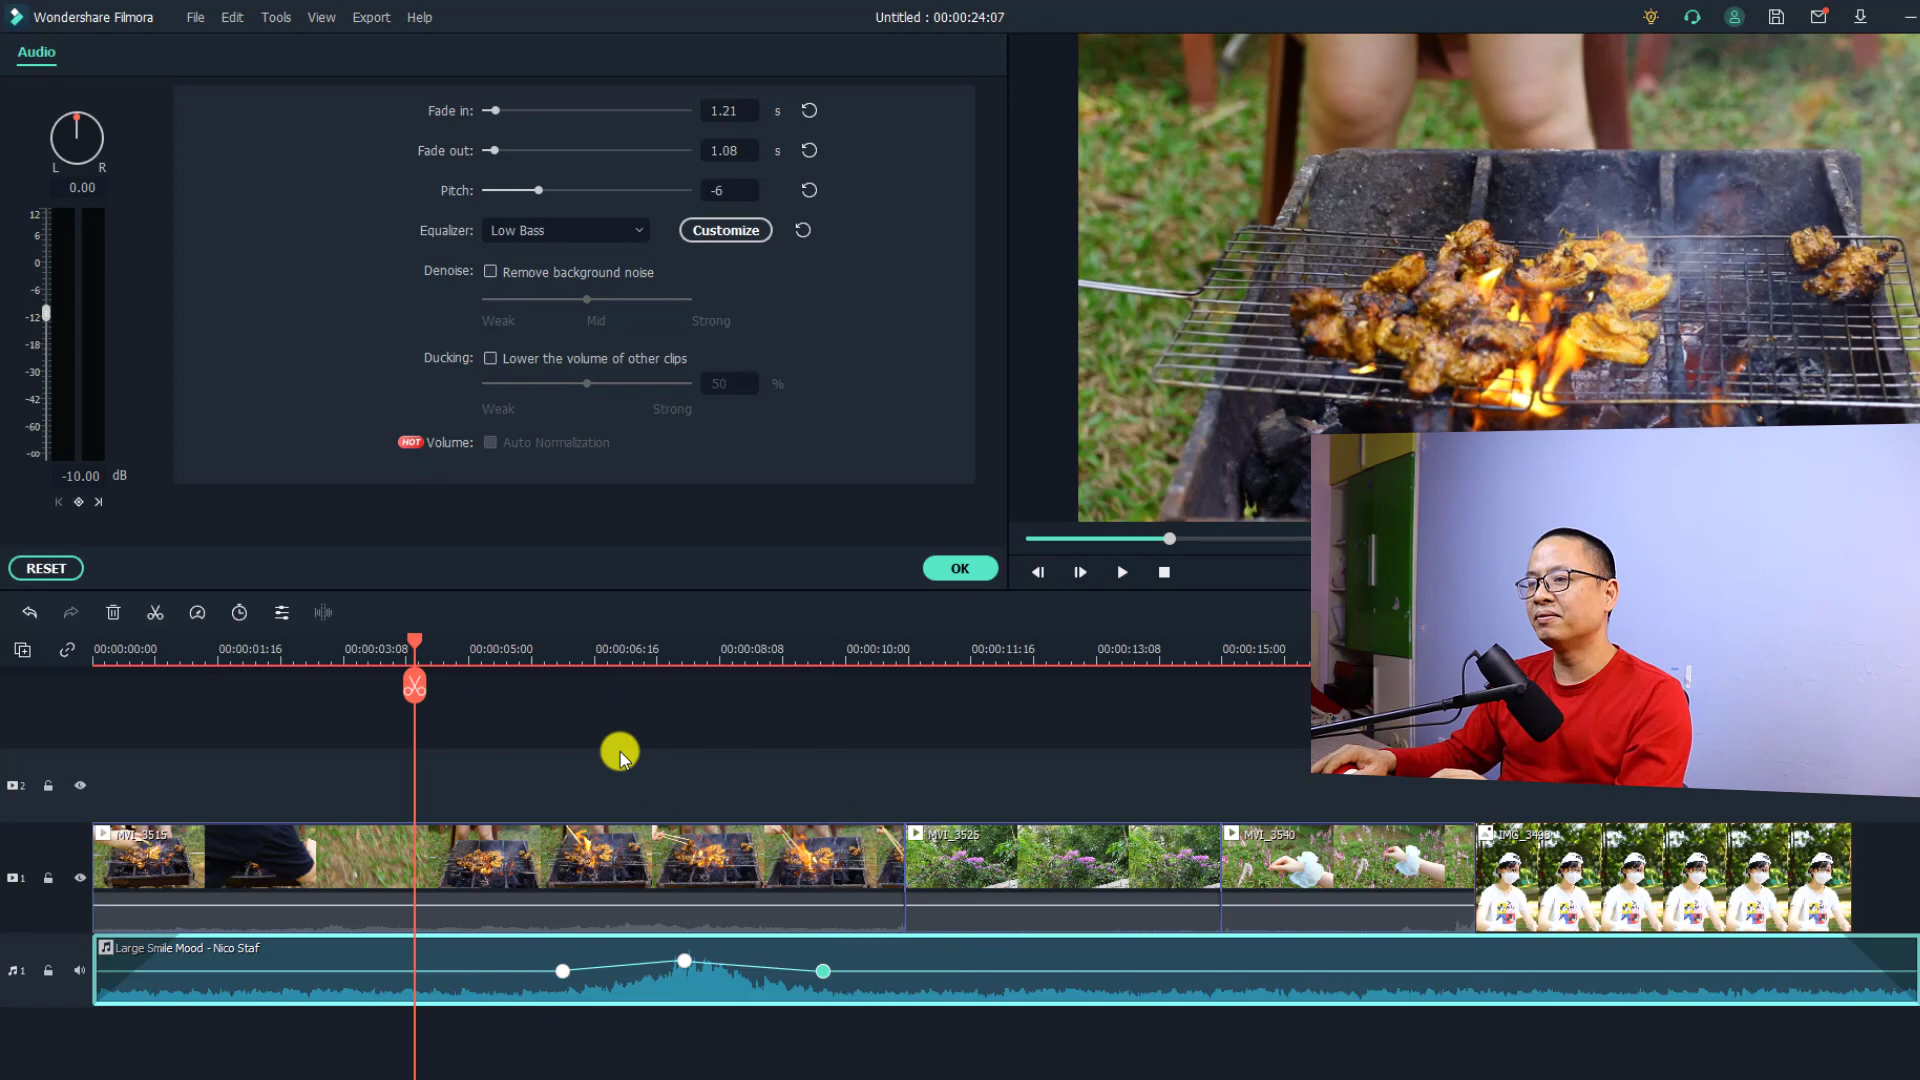 Wondershare Filmora File Edit Tools View Export Help Untitled : 00:00:24:07
Audio
Fade in: 1.21 s
Fade out: 1.08 s
L R
0.00
Pitch: -6
12
6
0
-6
-12
-18
-30
-42
-60
-∞
-10.00 dB
Equalizer: Low Bass Customize
Denoise: Remove background noise
Weak Mid Strong
Ducking: Lower the volume of other clips
50 %
Weak Strong
HOT Volume: Auto Normalization
RESET OK
00:00:00:00 00:00:01:16 00:00:03:08 00:00:05:00 00:00:06:16 00:00:08:08 00:00:10:00 00:00:11:16 00:00:13:08 00:00:15:00
2
MVI_3515 MVI_3525 MVI_3540
1
Large Smile Mood - Nico Staf
1